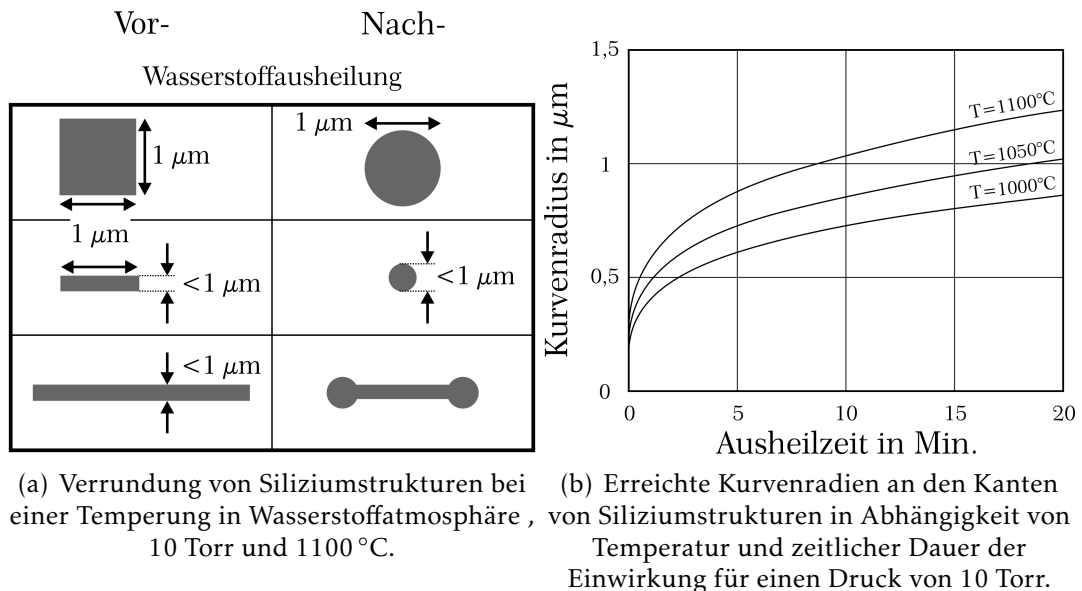 Vor-
Nach-
Wasserstoffausheilung
1 μm
1 μm
1 μm
1 μm
<1 μm
<1 μm
<1 μm
Kurvenradius in μm
1,5
1
0,5
0
T=1100°C
T=1050°C
T=1000°C
0
5
10
15
20
Ausheilzeit in Min.
(a) Verrundung von Siliziumstrukturen bei
einer Temperung in Wasserstoffatmosphäre ,
10 Torr und 1100 °C.
(b) Erreichte Kurvenradien an den Kanten
von Siliziumstrukturen in Abhängigkeit von
Temperatur und zeitlicher Dauer der
Einwirkung für einen Druck von 10 Torr.